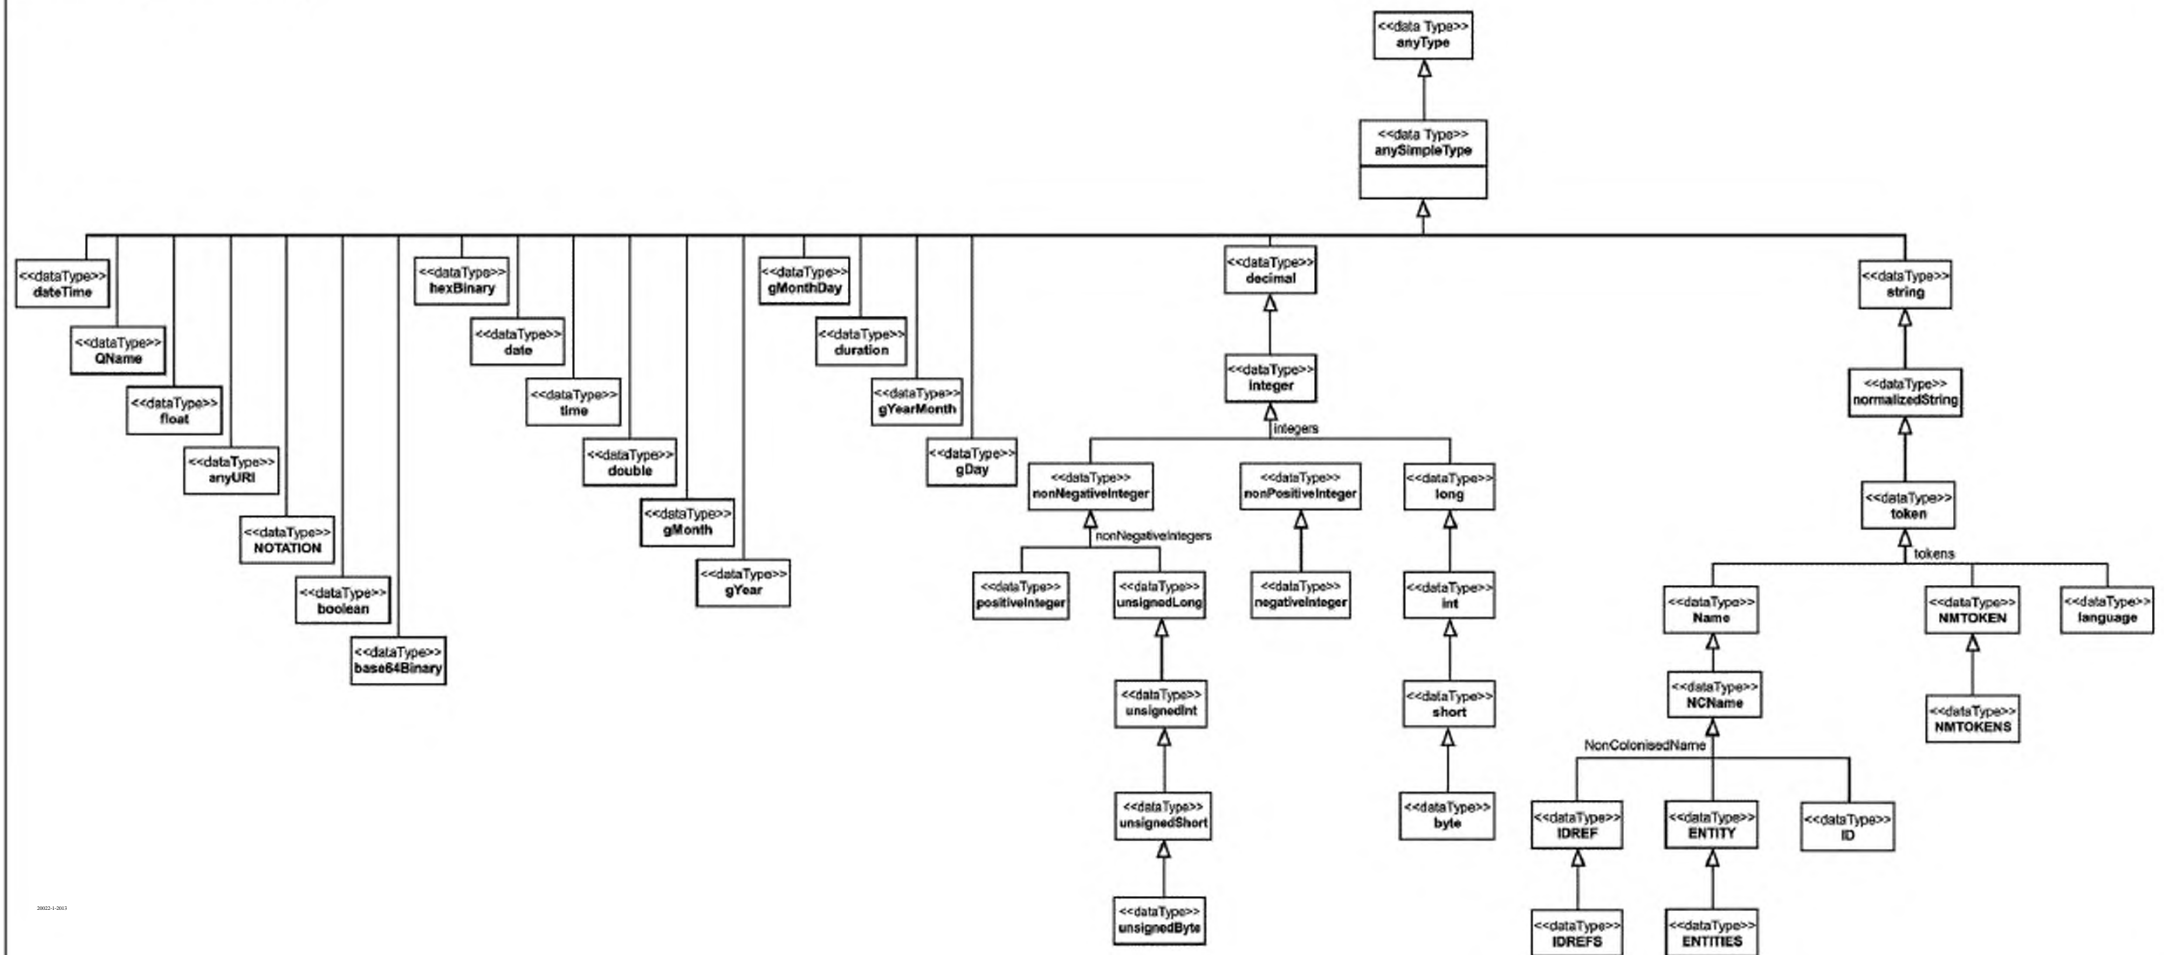 <<data Type>>
anyType
<<data Type>>
anySimpleType
<<dataType>>
dateTime
<<dataType>>
QName
<<dataType>>
float
<<dataType>>
anyURI
<<dataType>>
NOTATION
<<dataType>>
boolean
<<dataType>>
base64Binary
<<dataType>>
hexBinary
<<dataType>>
date
<<dataType>>
time
<<dataType>>
double
<<dataType>>
gMonth
<<dataType>>
gYear
<<dataType>>
gMonthDay
<<dataType>>
duration
<<dataType>>
gYearMonth
<<dataType>>
gDay
<<dataType>>
decimal
<<dataType>>
integer
integers
<<dataType>>
nonNegativeInteger
<<dataType>>
nonPositiveInteger
<<dataType>>
long
nonNegativeIntegers
<<dataType>>
positiveInteger
<<dataType>>
unsignedLong
<<dataType>>
negativeInteger
<<dataType>>
int
<<dataType>>
unsignedInt
<<dataType>>
short
<<dataType>>
unsignedShort
<<dataType>>
byte
<<dataType>>
unsignedByte
<<dataType>>
string
<<dataType>>
normalizedString
<<dataType>>
token
tokens
<<dataType>>
Name
<<dataType>>
NMTOKEN
<<dataType>>
language
<<dataType>>
NCName
<<dataType>>
NMTOKENS
NonColonisedName
<<dataType>>
IDREF
<<dataType>>
ENTITY
<<dataType>>
ID
<<dataType>>
IDREFS
<<dataType>>
ENTITIES
20022-1-2013